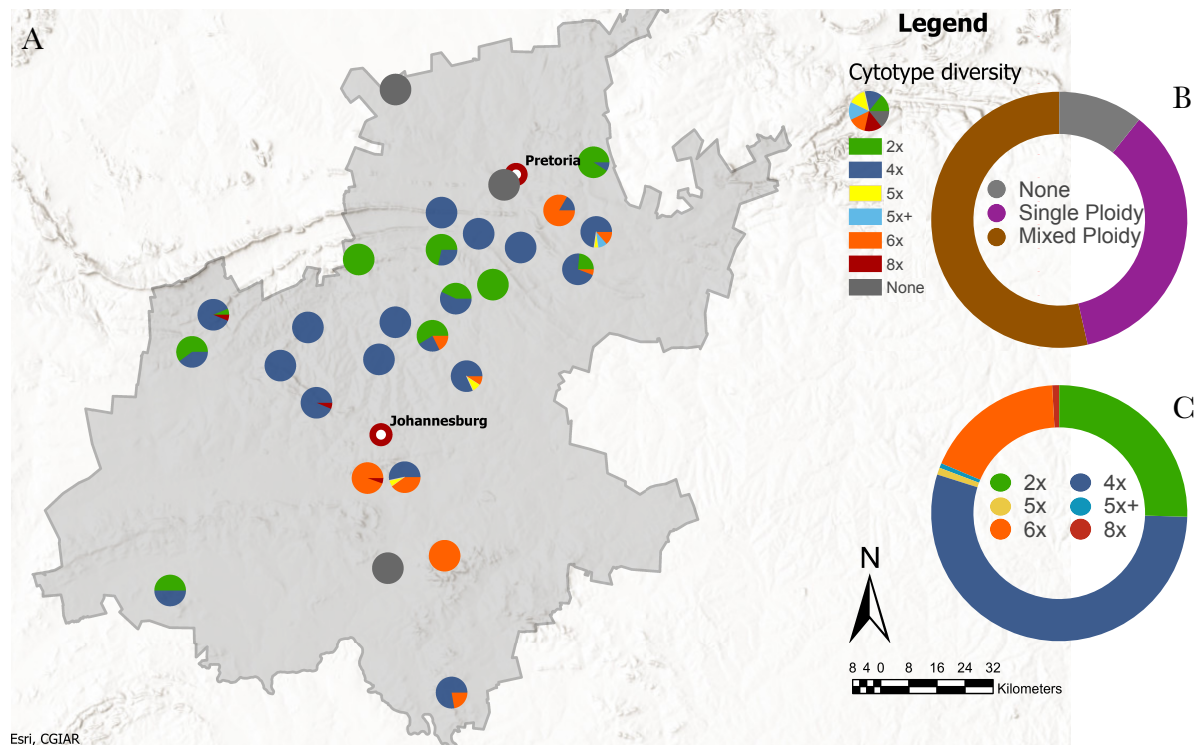 A
Legend
Cytotype diversity
2x
4x
5x
5x+
6x
8x
None
Pretoria
Johannesburg
B
None
Single Ploidy
Mixed Ploidy
C
2x 4x
5x 5x+
6x 8x
N
8 4 0 8 16 24 32
Kilometers
Esri, CGIAR